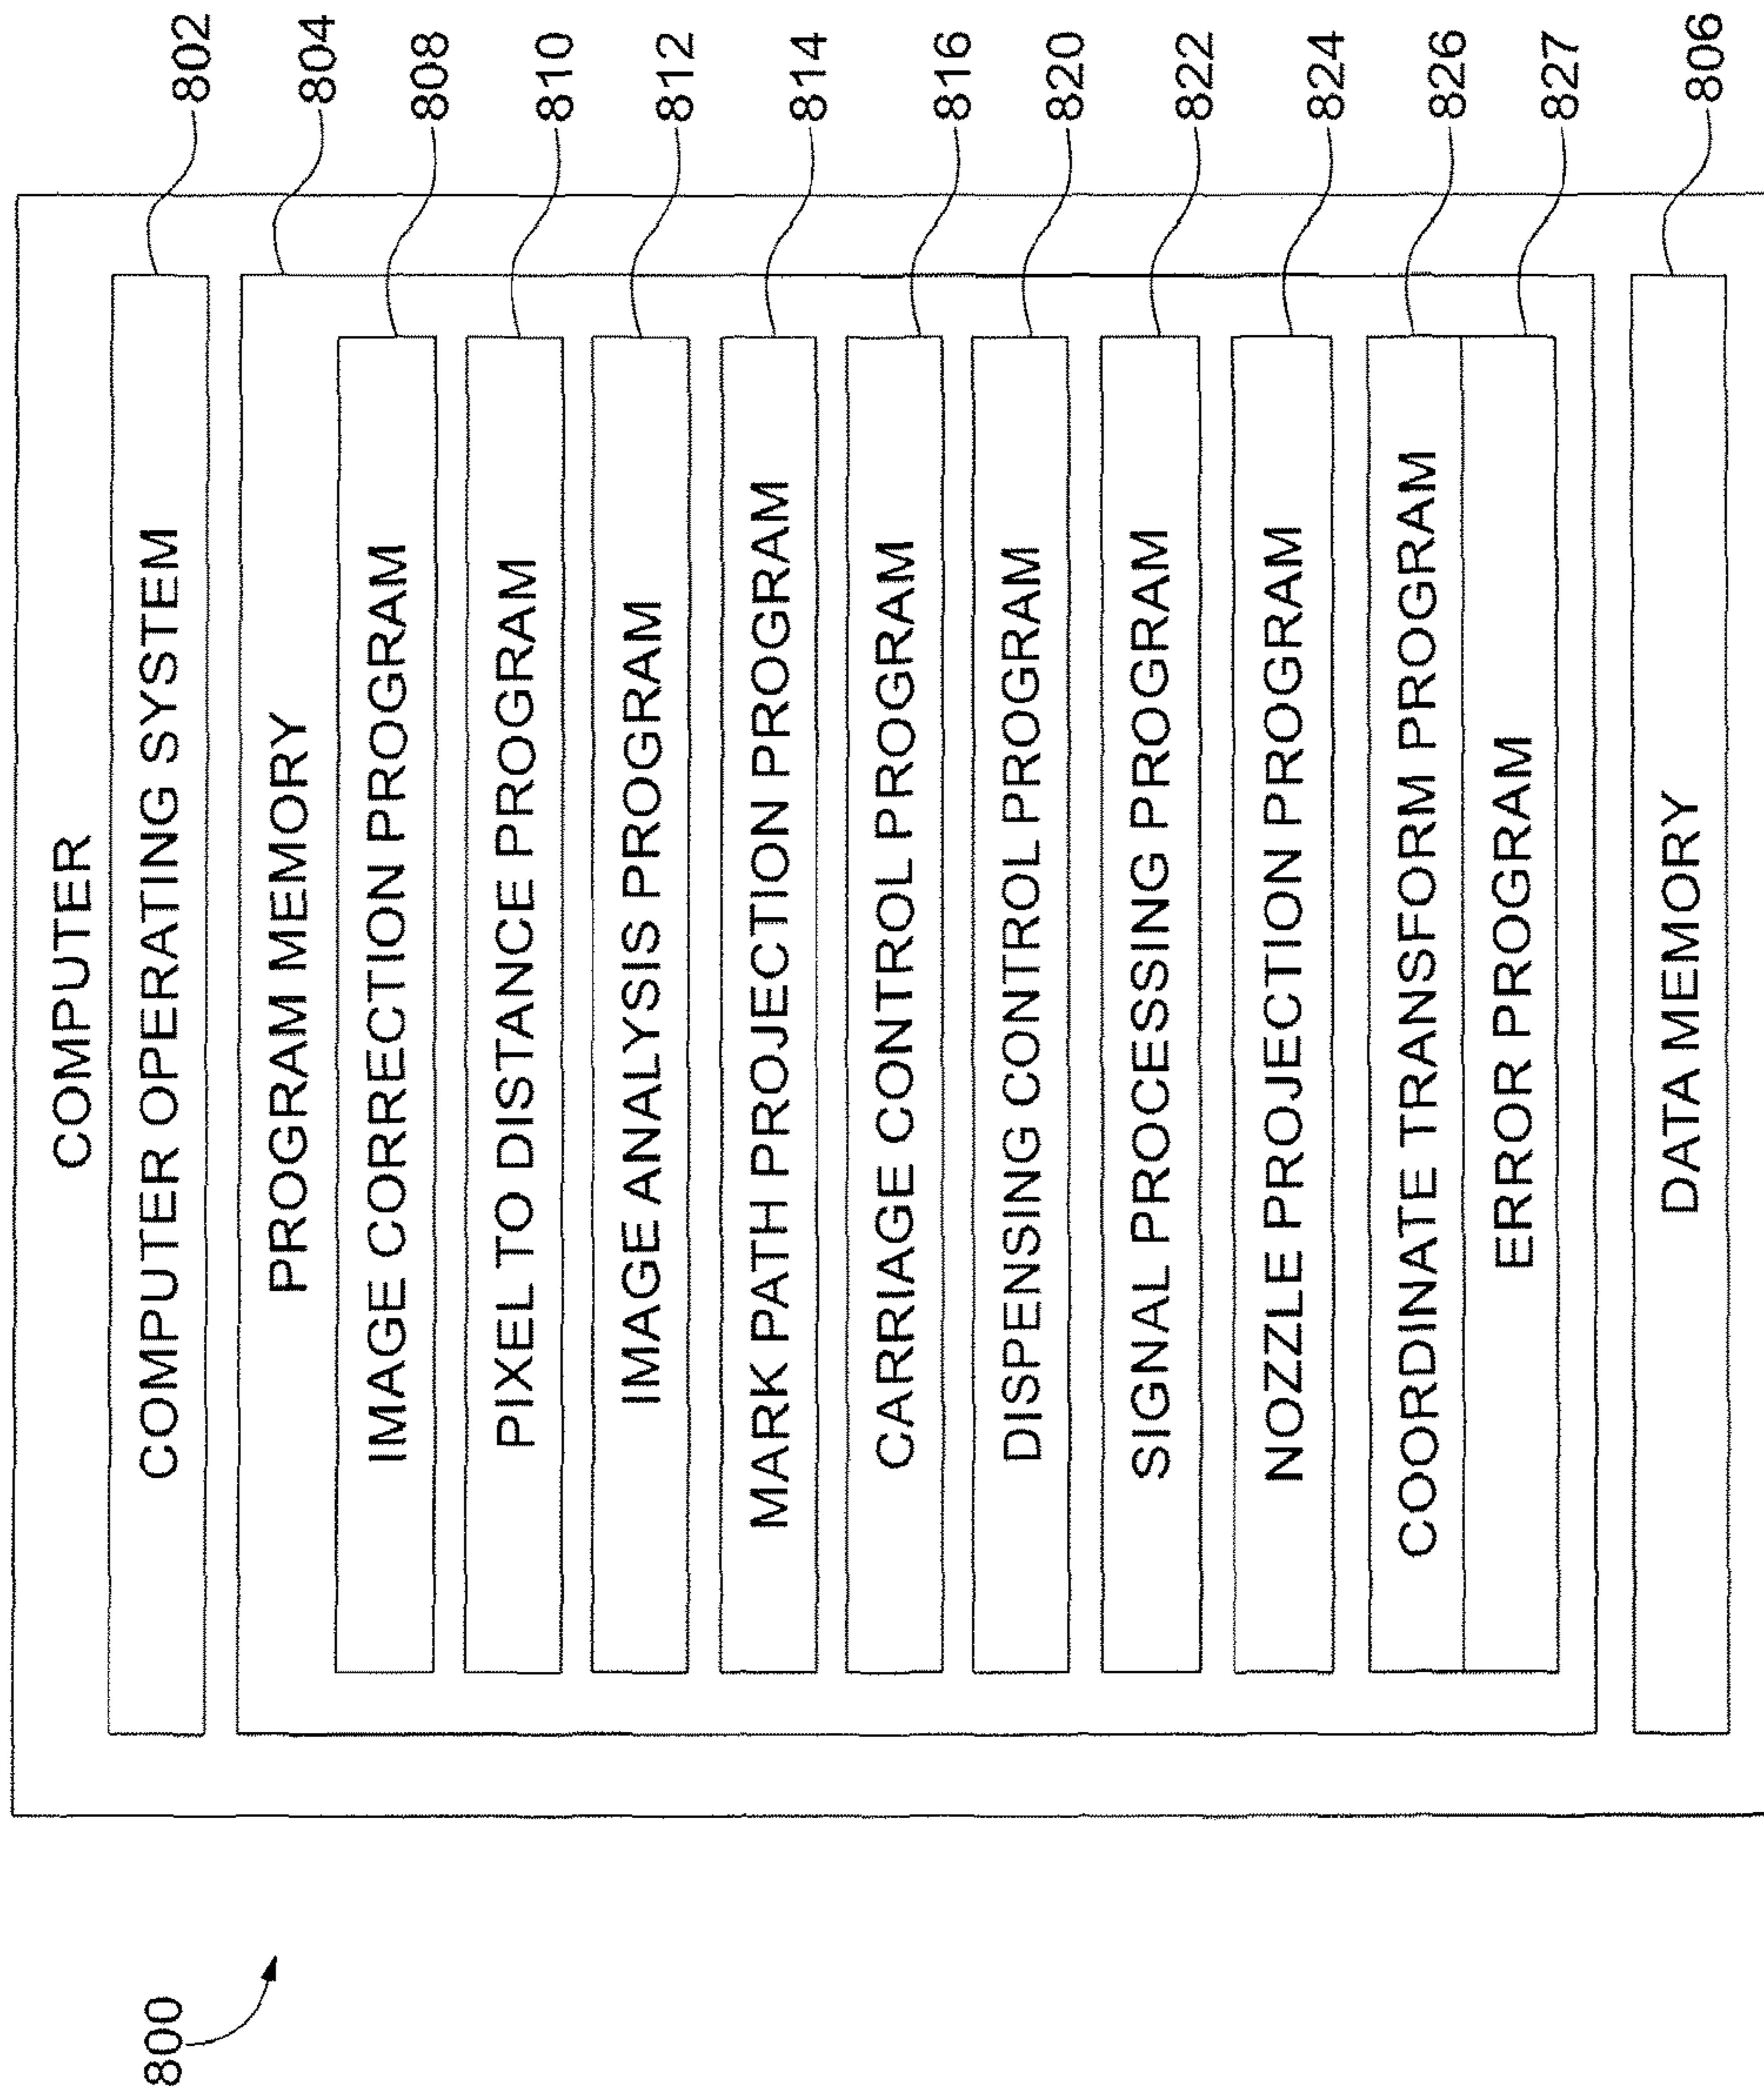 800
COMPUTER
COMPUTER OPERATING SYSTEM 802
PROGRAM MEMORY 804
IMAGE CORRECTION PROGRAM 808
PIXEL TO DISTANCE PROGRAM 810
IMAGE ANALYSIS PROGRAM 812
MARK PATH PROJECTION PROGRAM 814
CARRIAGE CONTROL PROGRAM 816
DISPENSING CONTROL PROGRAM 820
SIGNAL PROCESSING PROGRAM 822
NOZZLE PROJECTION PROGRAM 824
COORDINATE TRANSFORM PROGRAM 826
ERROR PROGRAM 827
DATA MEMORY 806